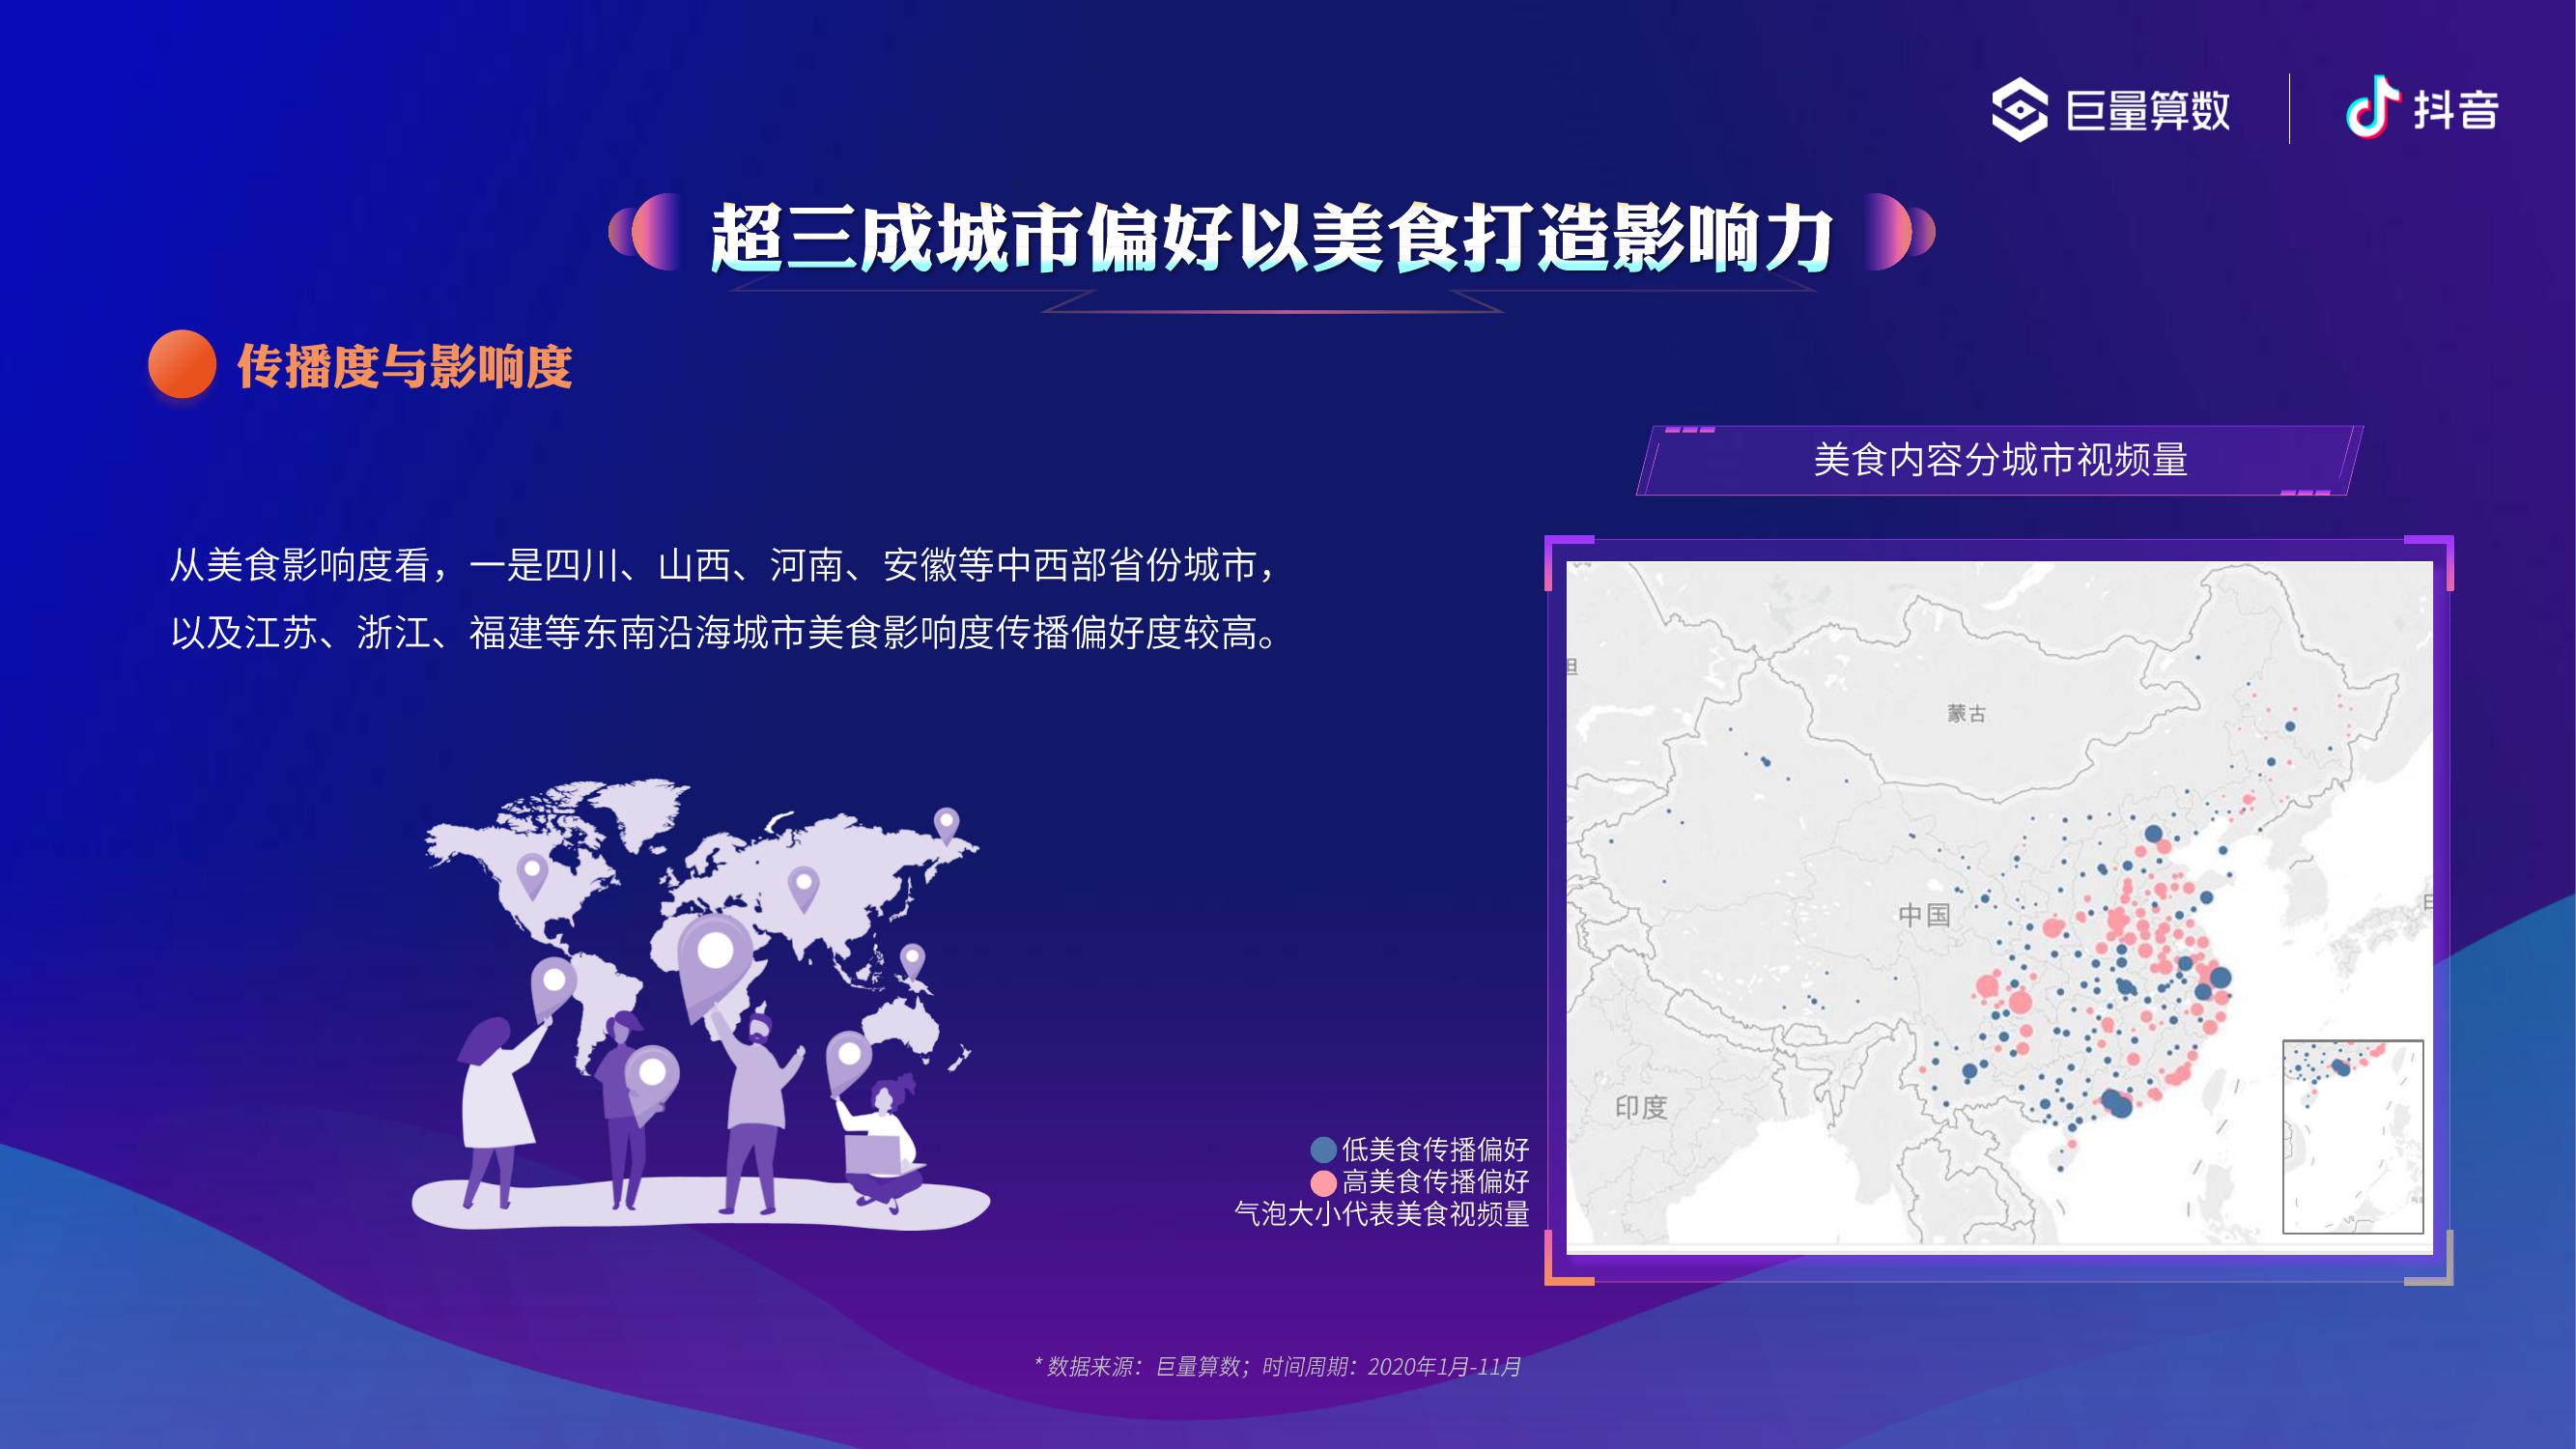 巨量算数
抖音
超三成城市偏好以美食打造影响力
传播度与影响度
美食内容分城市视频量
从美食影响度看，一是四川、山西、河南、安徽等中西部省份城市，
以及江苏、浙江、福建等东南沿海城市美食影响度传播偏好度较高。
蒙古
中国
印度
低美食传播偏好
高美食传播偏好
气泡大小代表美食视频量
* 数据来源：巨量算数；时间周期：2020年1月-11月